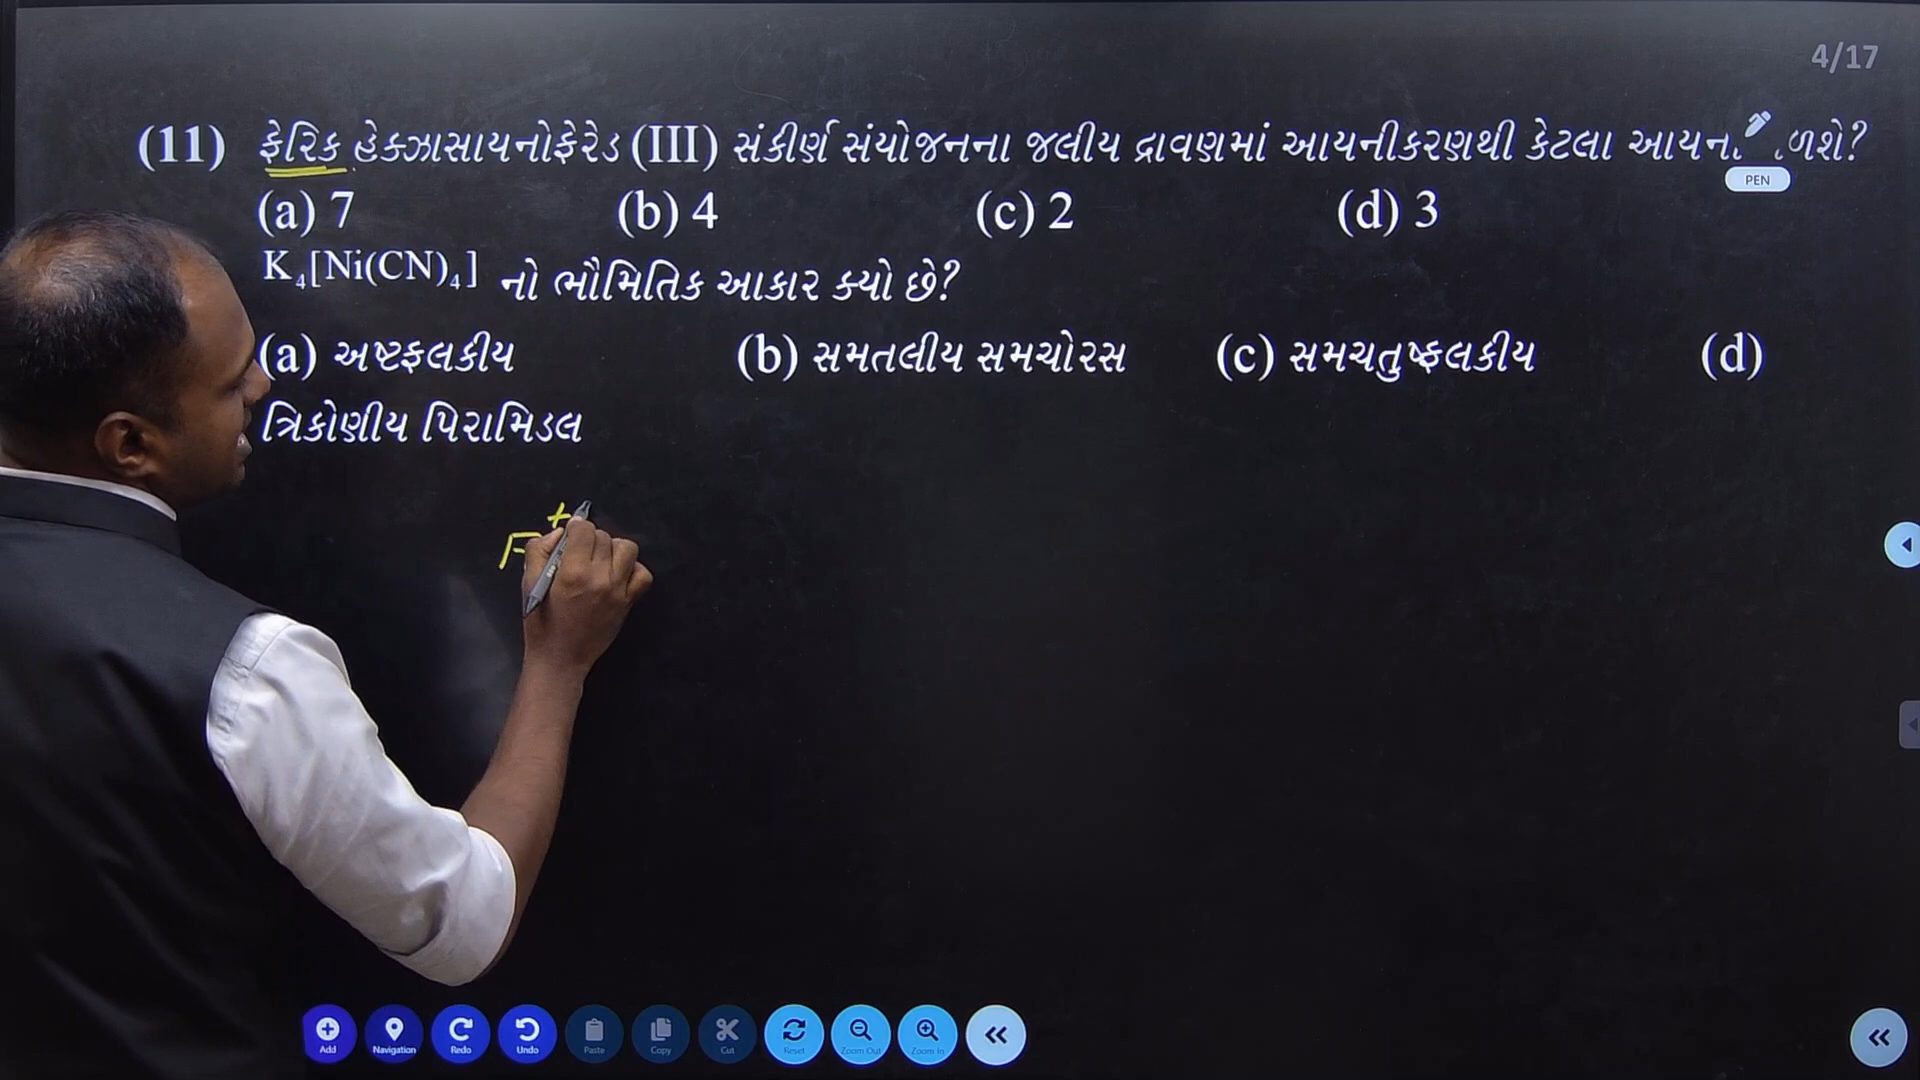 4/17
(11) ફેરિક હેક્ઝાસાયનોફેરેડ (III) સંકીર્ણ સંયોજનના જલીય દ્રાવણમાં આયનીકરણથી કેટલા
PEN
(a) 7 (b) 4 (c) 2 (d) 3
K₄[Ni(CN)₄] નો ભૌમિતિક આકાર ક્યો છે?
(a) અષ્ટફલકીય (b) સમતલીય સમચોરસ (c) સમચતુષ્ફલકીય (d)
ત્રિકોણીય પિરામિડલ
+
Add Navigation Redo Undo Paste Copy Cut Reset Zoom Out Zoom In